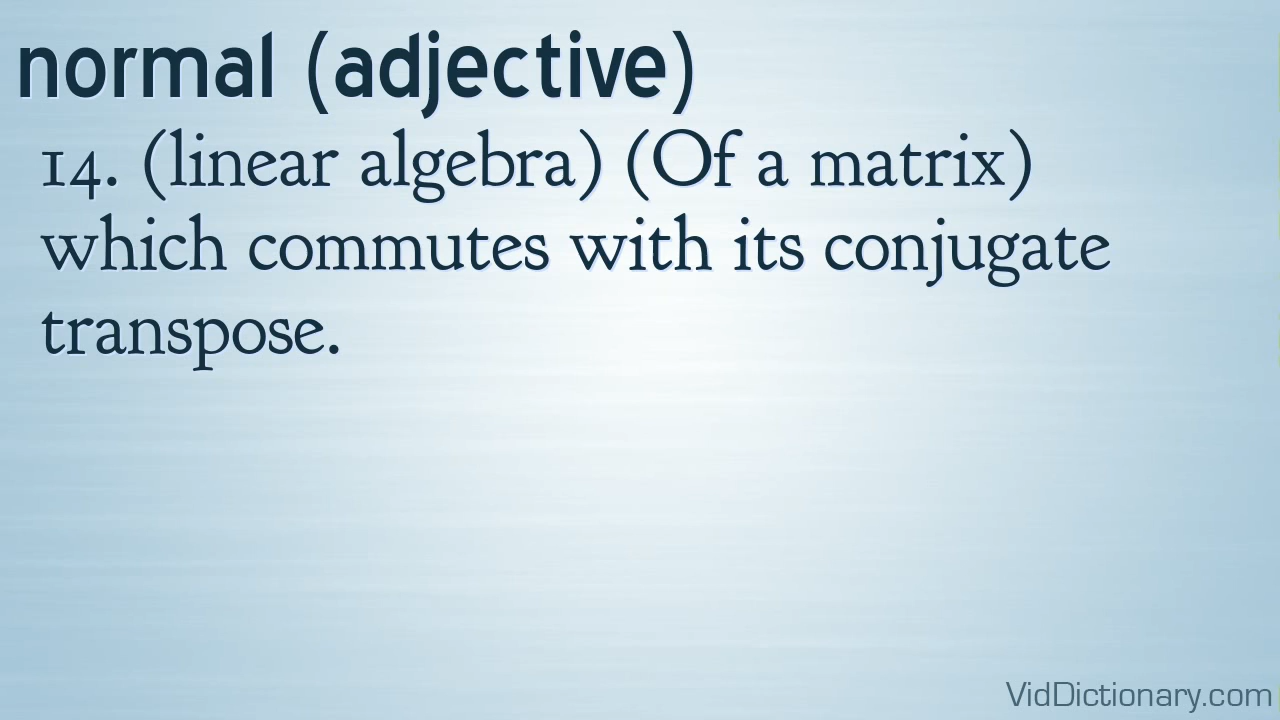 normal (adjective)
14. (linear algebra) (Of a matrix)
which commutes with its conjugate
transpose.
VidDictionary.com